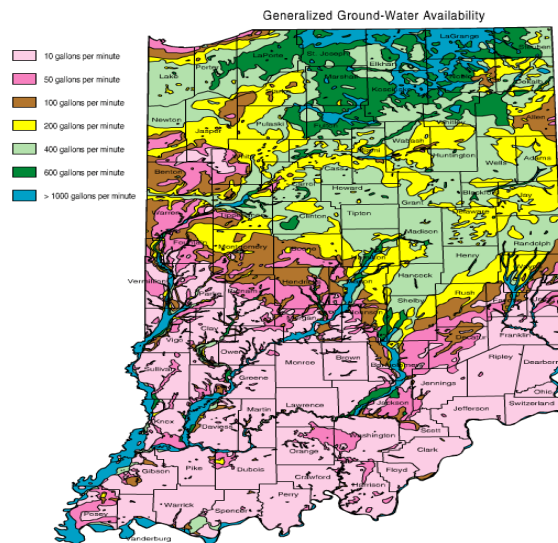 Generalized Ground-Water Availability
10 gallons per minute
50 gallons per minute
100 gallons per minute
200 gallons per minute
400 gallons per minute
600 gallons per minute
> 1000 gallons per minute
LaGrange
Steuben
LaPorte
St. Joseph
Elkhart
Porter
Lake
Marshall
Noble
Dekalb
Kosciusko
Starke
Newton
Jasper
Pulaski
Fulton
Whitley
Allen
Miami
Wabash
Huntington
White
Cass
Wells
Adams
Benton
Carroll
Howard
Grant
Blackford
Jay
Warren
Tippecanoe
Clinton
Tipton
Delaware
Madison
Randolph
Fountain
Montgomery
Boone
Hamilton
Henry
Vermillion
Hendricks
Marion
Hancock
Parke
Putnam
Shelby
Rush
Johnson
Morgan
Franklin
Vigo
Clay
Owen
Decatur
Sullivan
Monroe
Brown
Ripley
Dearborn
Greene
Jennings
Ohio
Lawrence
Jackson
Jefferson
Switzerland
Knox
Daviess
Martin
Scott
Washington
Orange
Clark
Gibson
Pike
Dubois
Crawford
Floyd
Harrison
Posey
Warrick
Spencer
Perry
Vanderburg